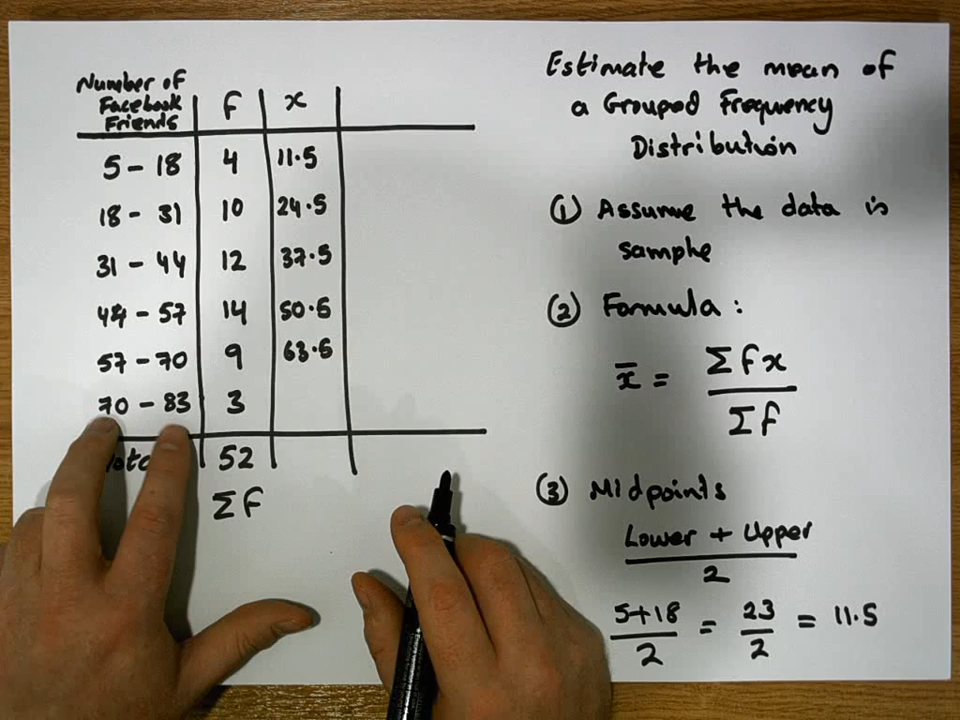 Number of
Facebook
Friends
f
x
5 - 18
4
11.5
18 - 31
10
24.5
31 - 44
12
37.5
44 - 57
14
50.5
57 - 70
9
63.5
70 - 83
3
52
Σf
Estimate the mean of
a Grouped Frequency
Distribution
(1) Assume the data is
sample
(2) Formula:
x̄ = Σfx / Σf
(3) Midpoints
Lower + Upper
2
5+18 / 2 = 23 / 2 = 11.5